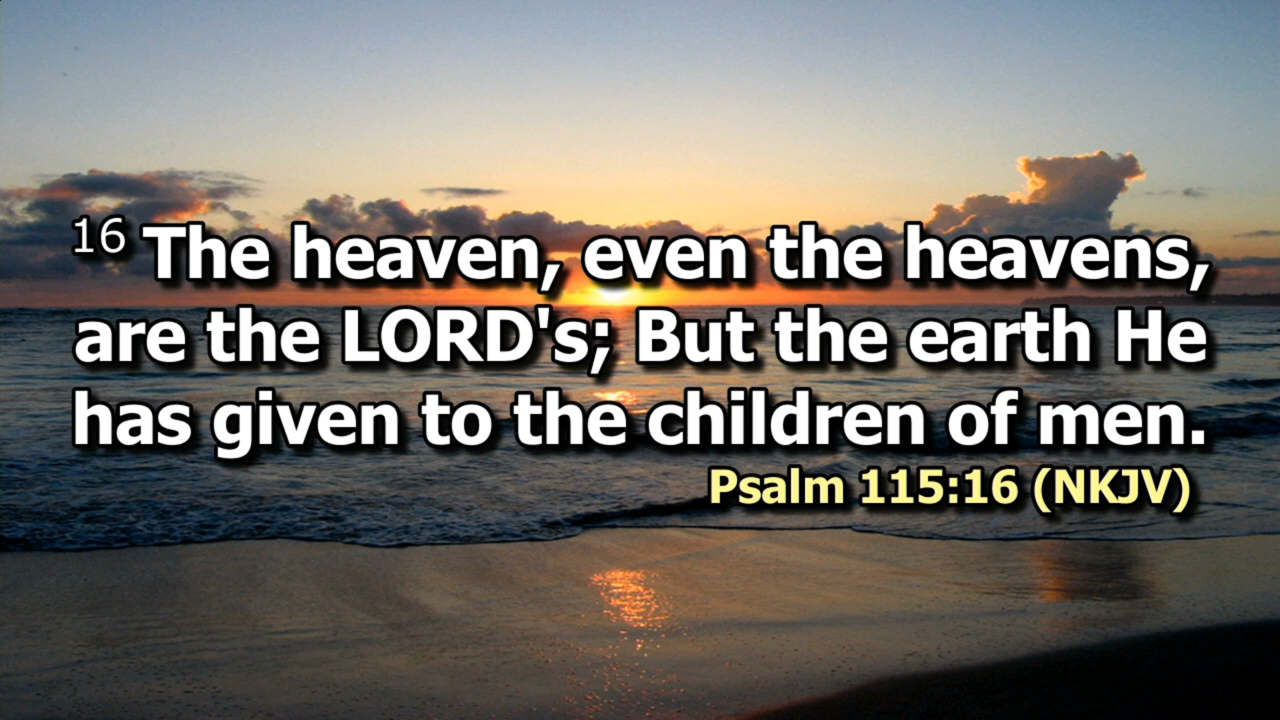 16 The heaven, even the heavens,
are the LORD's; But the earth He
has given to the children of men.
Psalm 115:16 (NKJV)